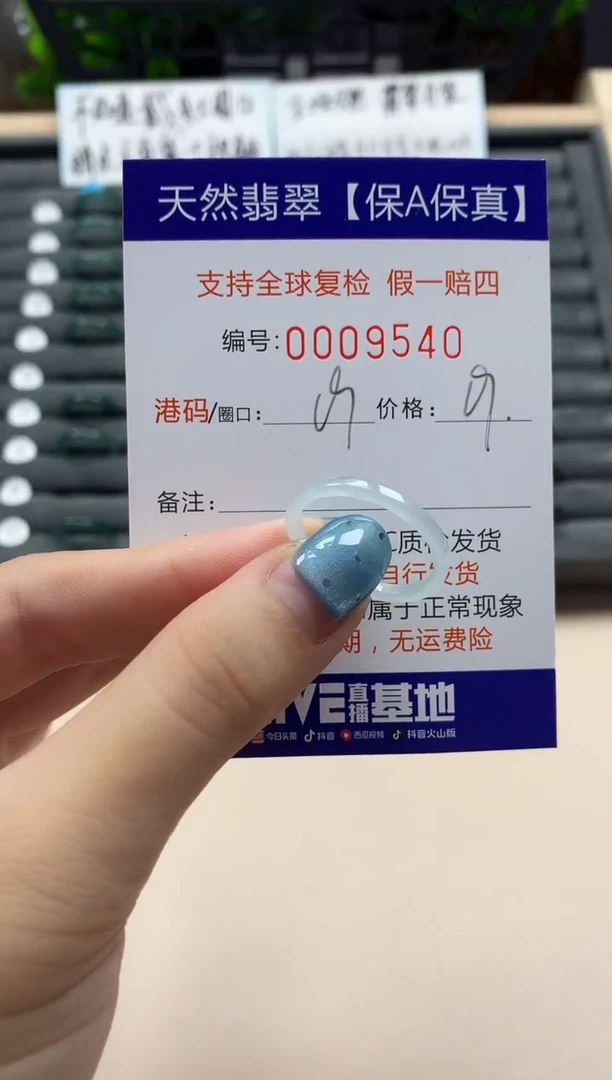 天然翡翠【保A保真】
支持全球复检 假一赔四
编号:0009540
港码/圈口: 价格:
备注:
质检发货
自行发货
属于正常现象
期，无运费险
直播基地
今日头条 抖音 西瓜视频 抖音火山版